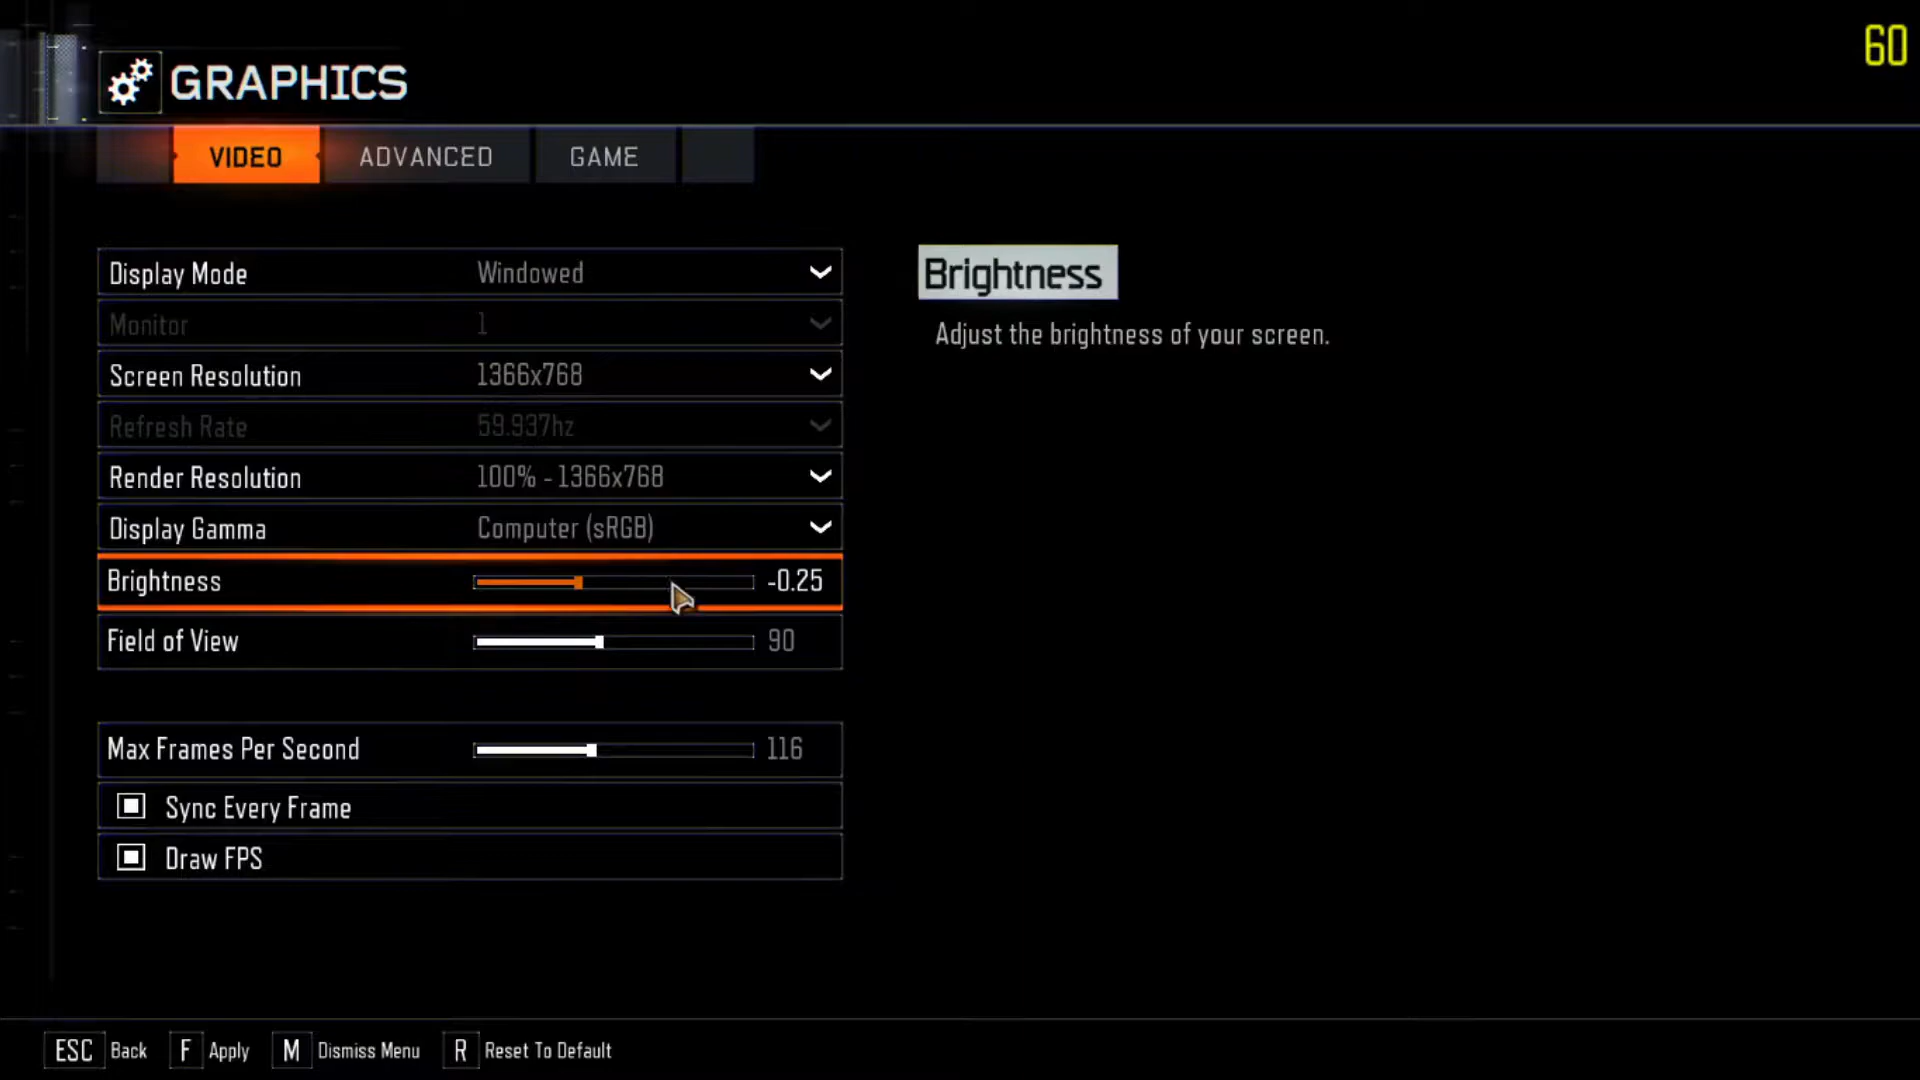 60
GRAPHICS
VIDEO ADVANCED GAME
Display Mode Windowed
Monitor 1
Screen Resolution 1366x768
Refresh Rate 59.937hz
Render Resolution 100% - 1366x768
Display Gamma Computer (sRGB)
Brightness -0.25
Field of View 90
Max Frames Per Second 116
Sync Every Frame
Draw FPS
Brightness
Adjust the brightness of your screen.
ESC Back F Apply M Dismiss Menu R Reset To Default